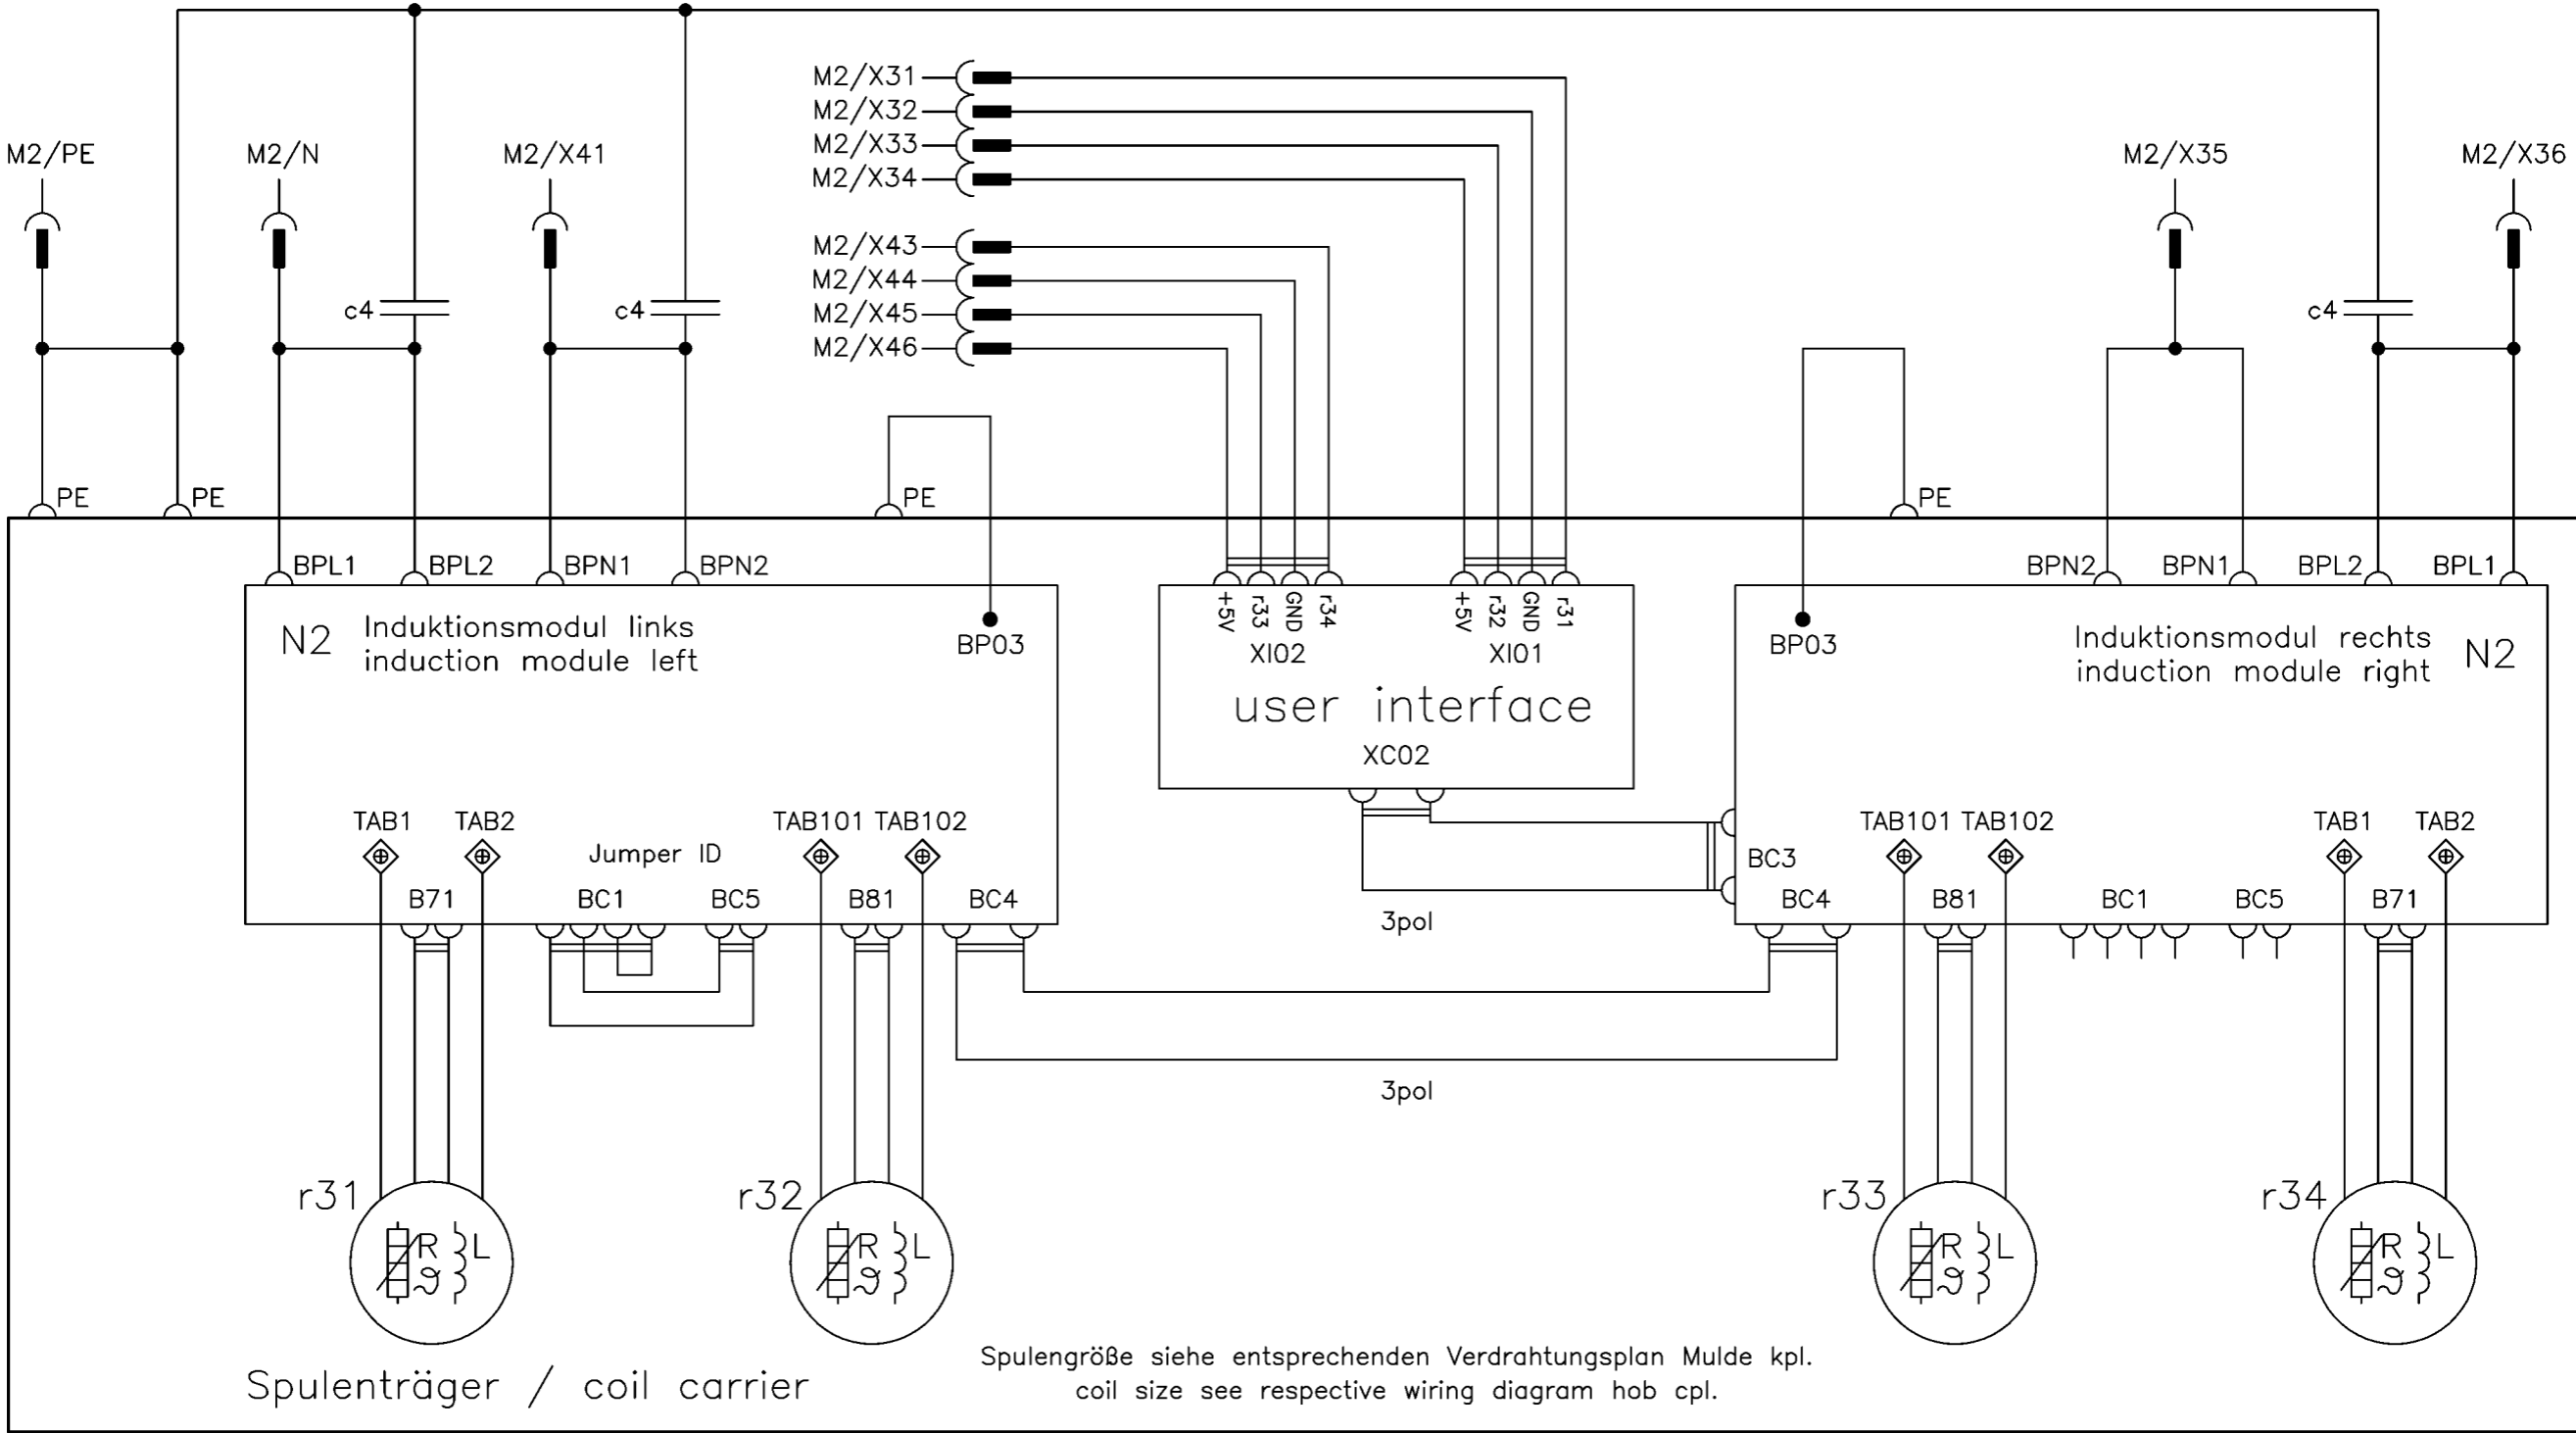 M2/X31
M2/X32
M2/X33
M2/X34
M2/PE
M2/N
M2/X41
M2/X35
M2/X36
M2/X43
M2/X44
M2/X45
M2/X46
c4
c4
c4
PE
PE
PE
PE
BPL1
BPL2
BPN1
BPN2
BPN2
BPN1
BPL2
BPL1
+5V
r33
GND
r34
+5V
r32
GND
r31
N2
Induktionsmodul links
induction module left
BP03
XI02
XI01
user interface
XC02
BP03
Induktionsmodul rechts
induction module right
N2
TAB1
TAB2
Jumper ID
TAB101
TAB102
TAB101
TAB102
TAB1
TAB2
B71
BC1
BC5
B81
BC4
BC3
BC4
B81
BC1
BC5
B71
3pol
3pol
r31
r32
r33
r34
R
L
ϑ
R
L
ϑ
R
L
ϑ
R
L
ϑ
Spulenträger / coil carrier
Spulengröße siehe entsprechenden Verdrahtungsplan Mulde kpl.
coil size see respective wiring diagram hob cpl.